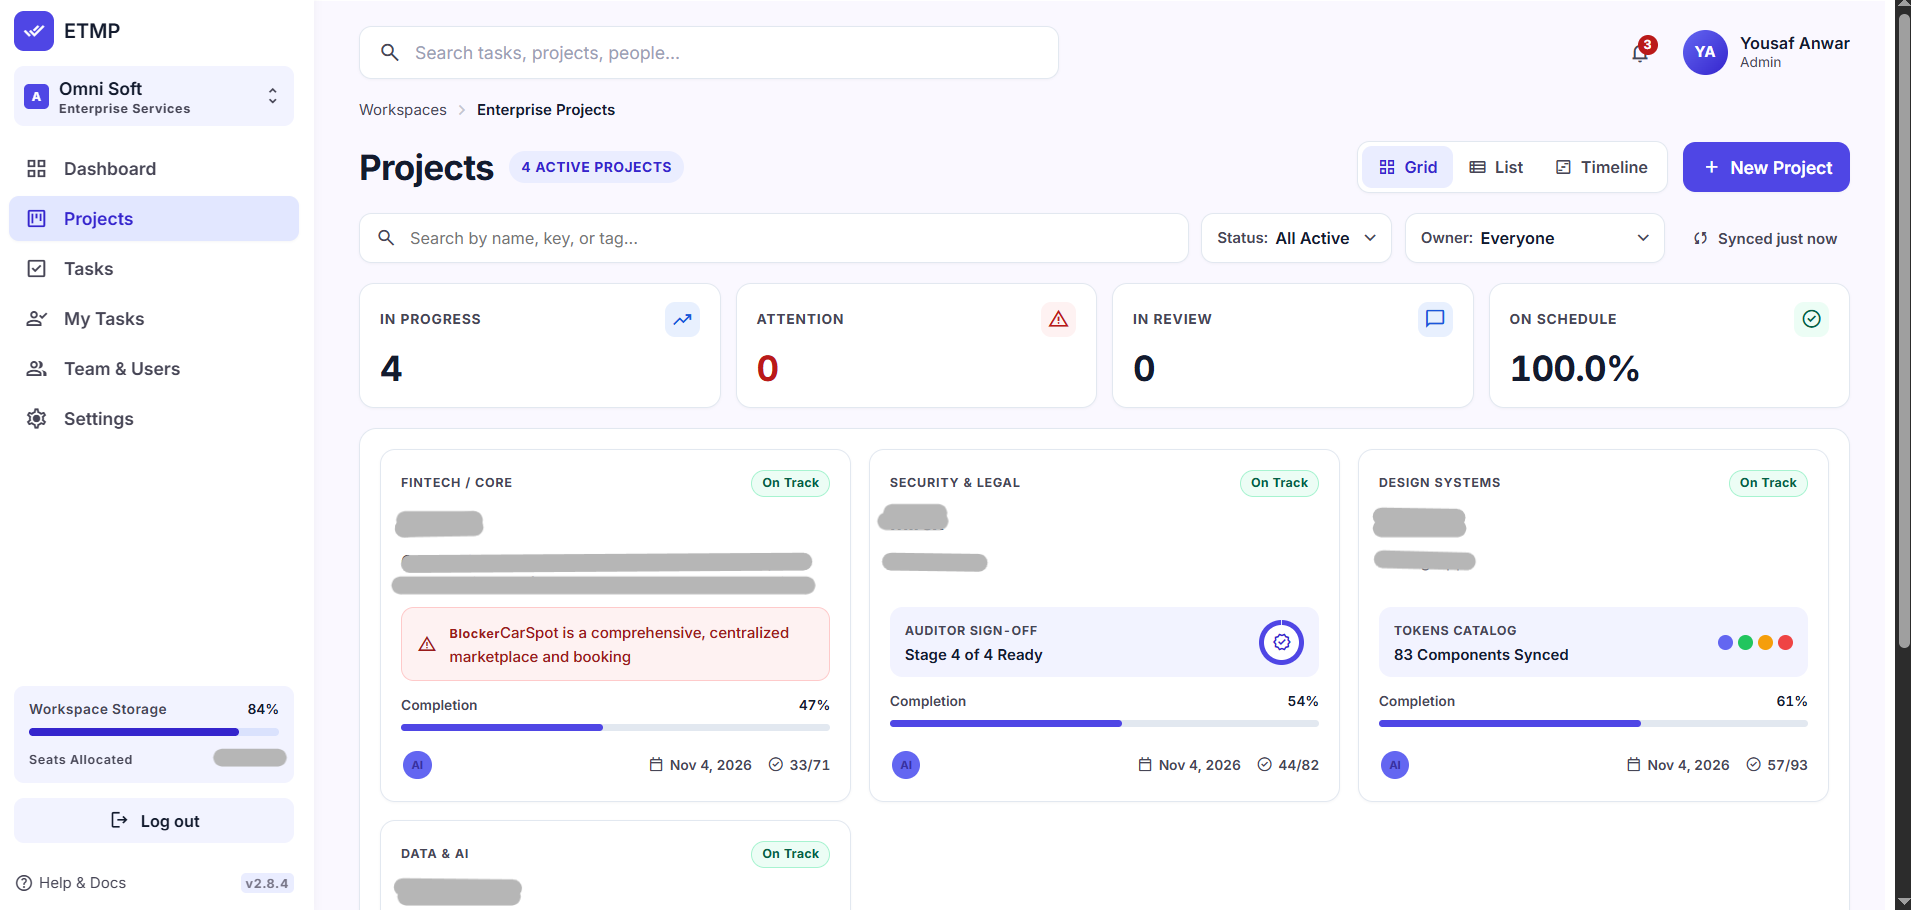 ETMP
A
Omni Soft
Enterprise Services
Dashboard
Projects
Tasks
My Tasks
Team & Users
Settings
Workspace Storage 84%
Seats Allocated
Log out
Help & Docs v2.8.4
Search tasks, projects, people...
3
YA
Yousaf Anwar
Admin
Workspaces > Enterprise Projects
Projects 4 ACTIVE PROJECTS
Grid List Timeline
+ New Project
Search by name, key, or tag...
Status: All Active
Owner: Everyone
Synced just now
IN PROGRESS
4
ATTENTION
0
IN REVIEW
0
ON SCHEDULE
100.0%
FINTECH / CORE On Track
BlockerCarSpot is a comprehensive, centralized
marketplace and booking
Completion 47%
AI Nov 4, 2026 33/71
SECURITY & LEGAL On Track
AUDITOR SIGN-OFF
Stage 4 of 4 Ready
Completion 54%
AI Nov 4, 2026 44/82
DESIGN SYSTEMS On Track
TOKENS CATALOG
83 Components Synced
Completion 61%
AI Nov 4, 2026 57/93
DATA & AI On Track